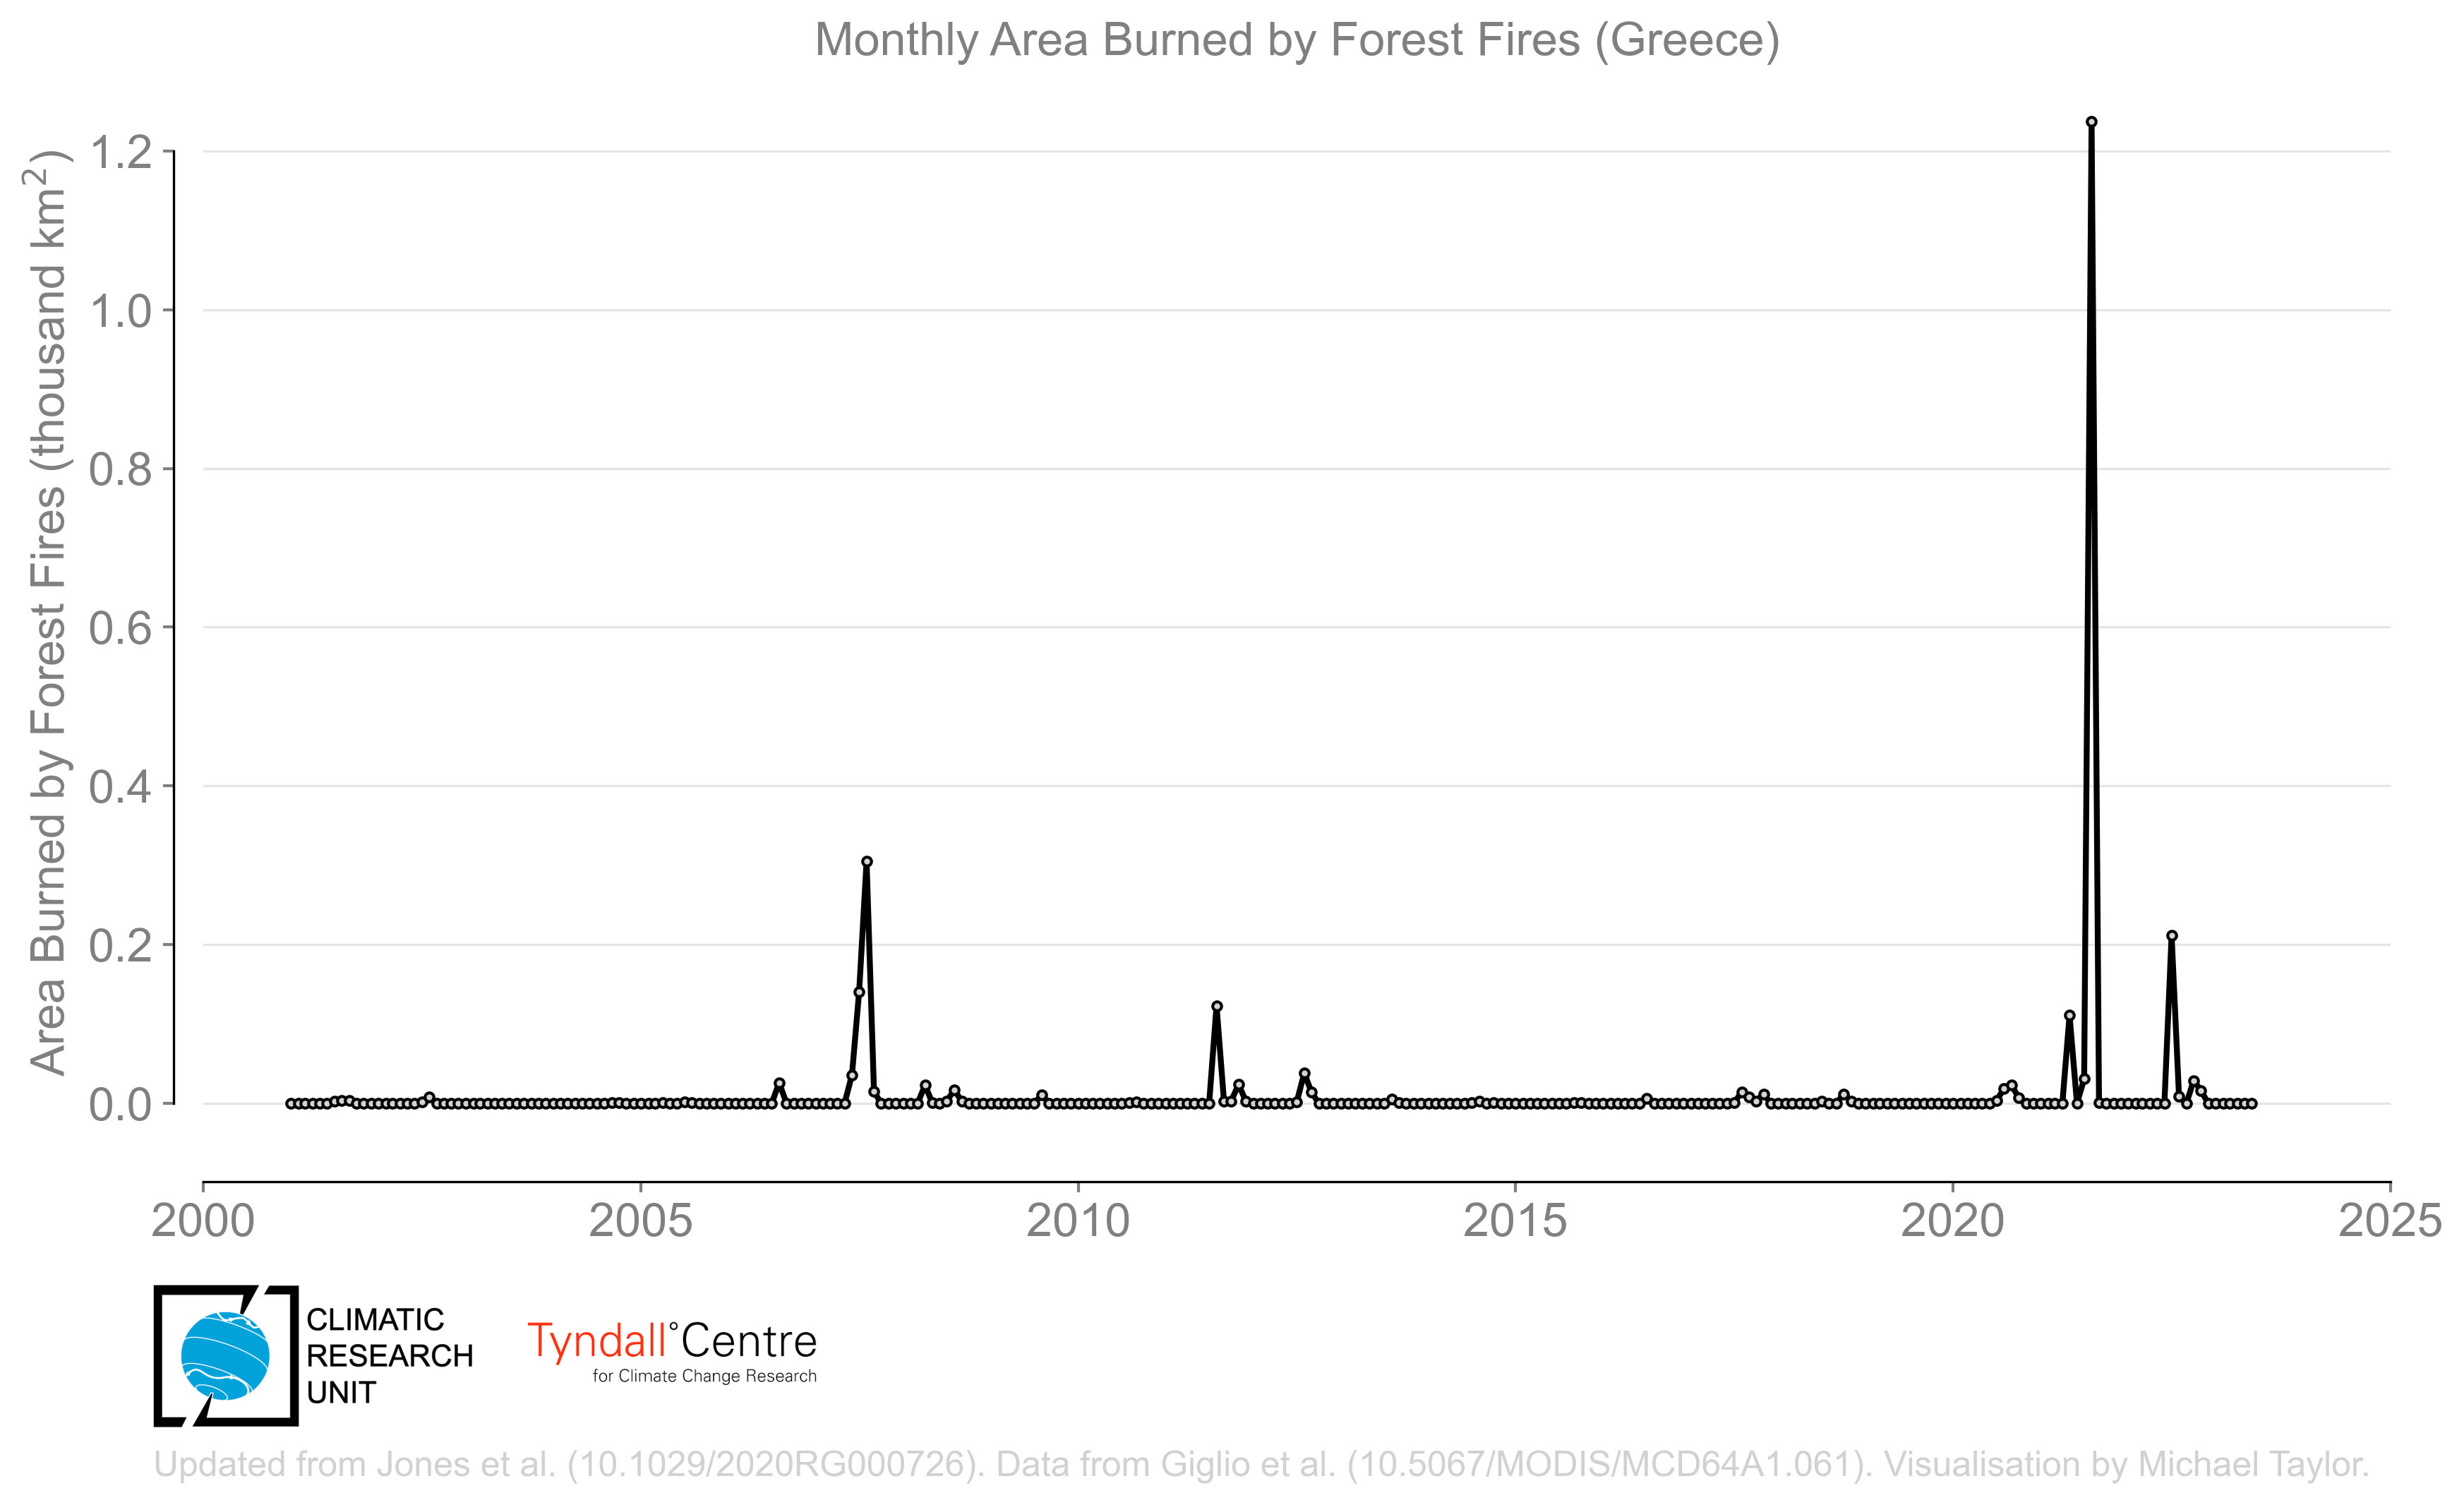 Monthly Area Burned by Forest Fires (Greece)
Area Burned by Forest Fires (thousand km²)
1.2
1.0
0.8
0.6
0.4
0.2
0.0
2000 2005 2010 2015 2020 2025
CLIMATIC
RESEARCH
UNIT
Tyndall°Centre
for Climate Change Research
Updated from Jones et al. (10.1029/2020RG000726). Data from Giglio et al. (10.5067/MODIS/MCD64A1.061). Visualisation by Michael Taylor.